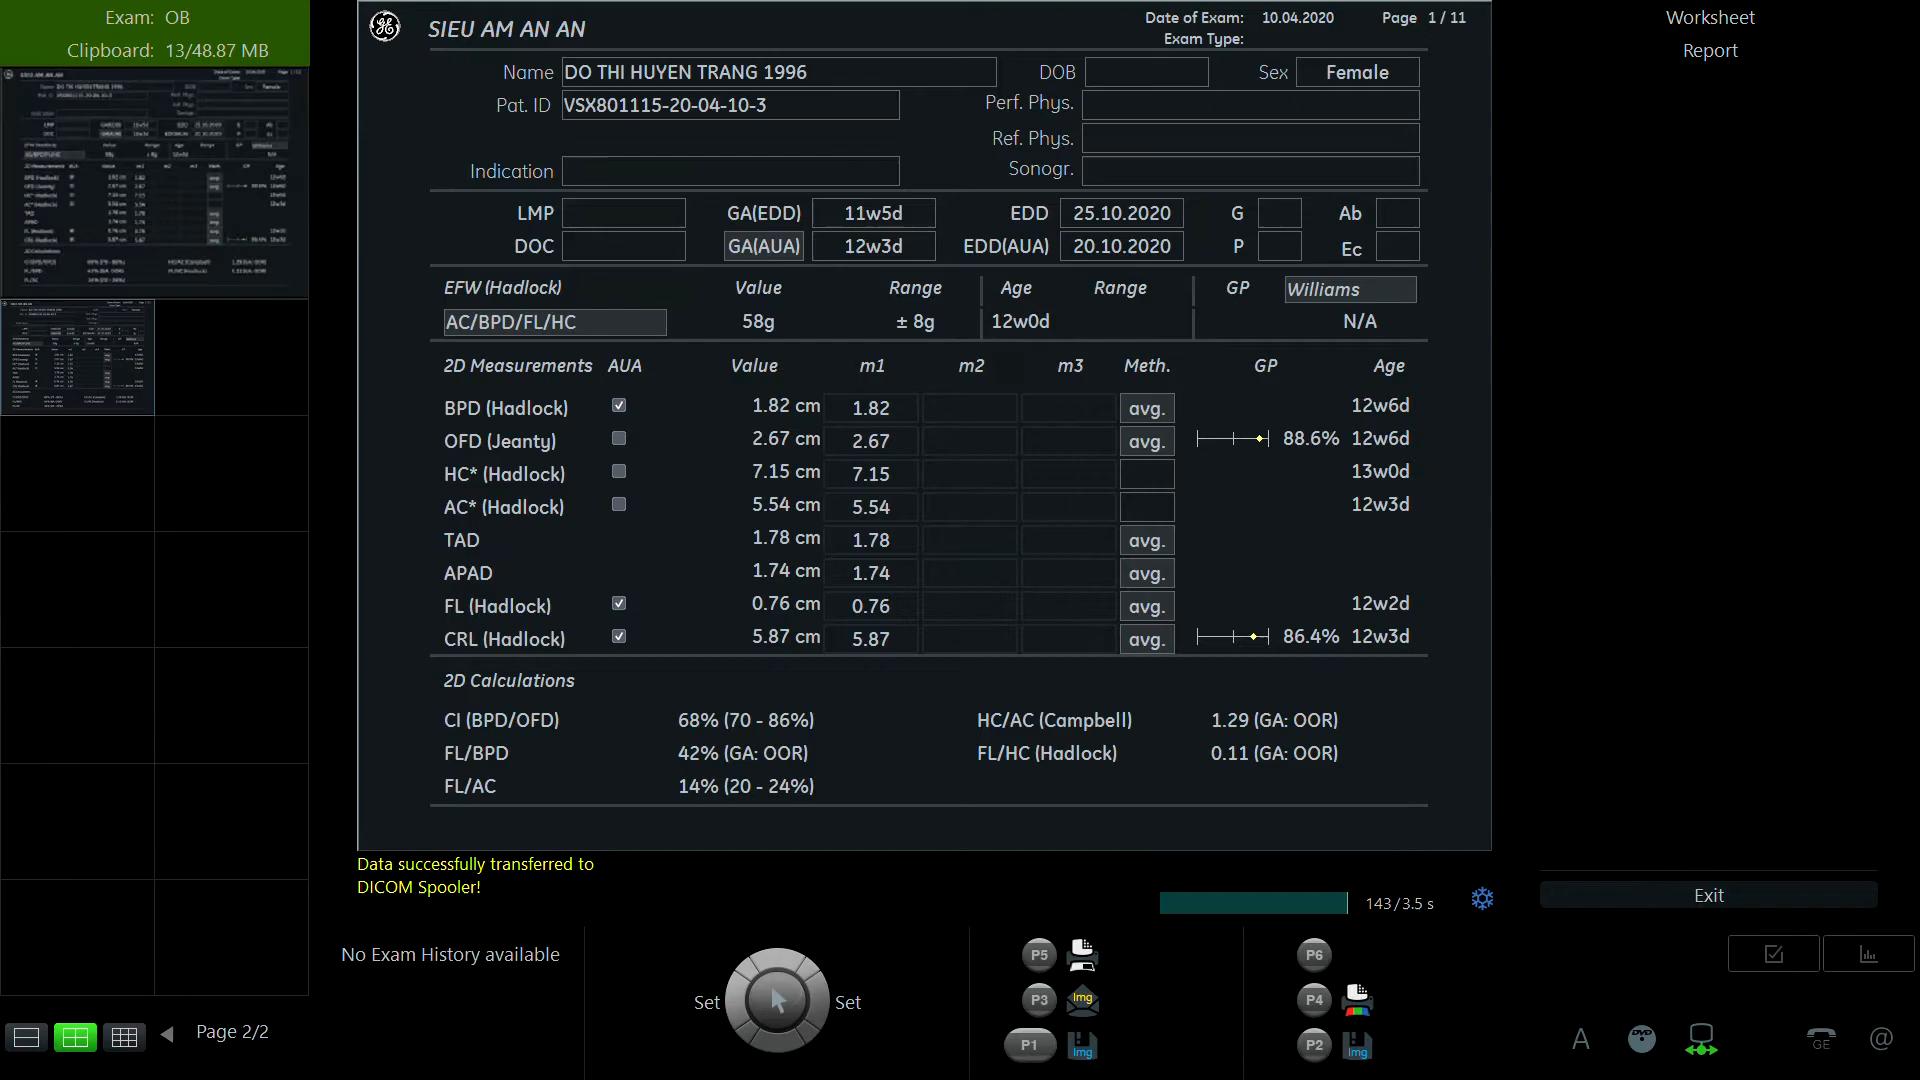 Exam: OB
Clipboard: 13/48.87 MB
SIEU AM AN AN
Date of Exam: 10.04.2020 Page 1 / 11
Exam Type:
Name DO THI HUYEN TRANG 1996 DOB Sex Female
Pat. ID VSX801115-20-04-10-3 Perf. Phys.
Ref. Phys.
Indication Sonogr.
LMP GA(EDD) 11w5d EDD 25.10.2020 G Ab
DOC GA(AUA) 12w3d EDD(AUA) 20.10.2020 P Ec
EFW (Hadlock) Value Range Age Range GP Williams
AC/BPD/FL/HC 58g ± 8g 12w0d N/A
2D Measurements AUA Value m1 m2 m3 Meth. GP Age
BPD (Hadlock) 1.82 cm 1.82 avg. 12w6d
OFD (Jeanty) 2.67 cm 2.67 avg. 88.6% 12w6d
HC* (Hadlock) 7.15 cm 7.15 13w0d
AC* (Hadlock) 5.54 cm 5.54 12w3d
TAD 1.78 cm 1.78 avg.
APAD 1.74 cm 1.74 avg.
FL (Hadlock) 0.76 cm 0.76 avg. 12w2d
CRL (Hadlock) 5.87 cm 5.87 avg. 86.4% 12w3d
2D Calculations
CI (BPD/OFD) 68% (70 - 86%) HC/AC (Campbell) 1.29 (GA: OOR)
FL/BPD 42% (GA: OOR) FL/HC (Hadlock) 0.11 (GA: OOR)
FL/AC 14% (20 - 24%)
Data successfully transferred to
DICOM Spooler!
143/3.5 s
Worksheet
Report
Exit
No Exam History available
Set Set
P5 P6
P3 Img P4
P1 Img P2 Img
Page 2/2
A DVD GE @